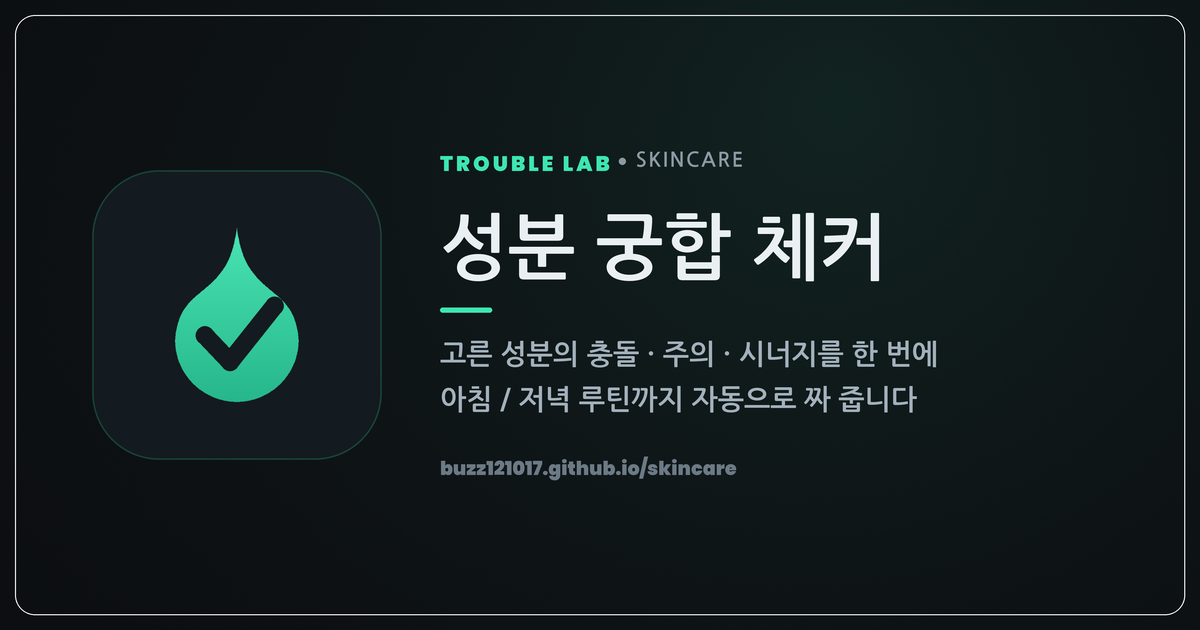 TROUBLE LAB • SKINCARE
성분 궁합 체커
고른 성분의 충돌 · 주의 · 시너지를 한 번에
아침 / 저녁 루틴까지 자동으로 짜 줍니다
buzz121017.github.io/skincare